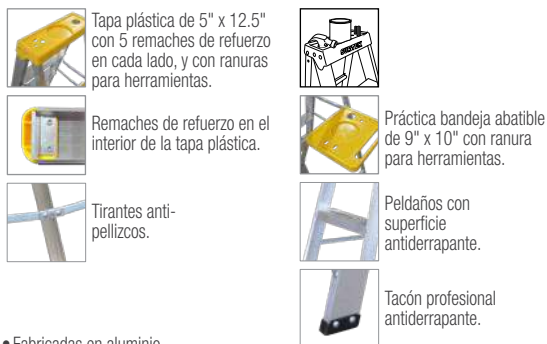 Tapa plástica de 5" x 12.5"
con 5 remaches de refuerzo
en cada lado, y con ranuras
para herramientas.
Remaches de refuerzo en el
interior de la tapa plástica.
Tirantes anti-
pellizcos.
Práctica bandeja abatible
de 9" x 10" con ranura
para herramientas.
Peldaños con
superficie
antiderrapante.
Tacón profesional
antiderrapante.
• Fabricadas en aluminio